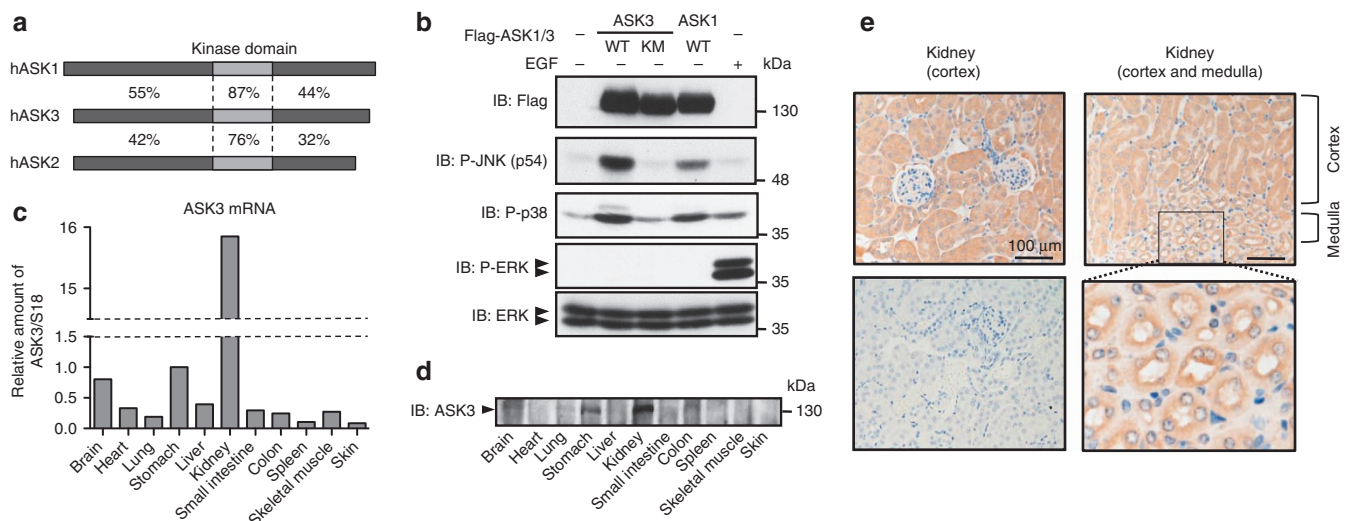 a
Kinase domain
hASK1
55% 87% 44%
hASK3
42% 76% 32%
hASK2
b
ASK3 ASK1
Flag-ASK1/3 – WT KM WT –
EGF – – – – +
kDa
IB: Flag
130
IB: P-JNK (p54)
48
IB: P-p38
35
IB: P-ERK
35
IB: ERK
35
c
ASK3 mRNA
Relative amount of
ASK3/S18
16
15
1.5
1.0
0.5
0.0
Brain
Heart
Lung
Stomach
Liver
Kidney
Small intestine
Colon
Spleen
Skeletal muscle
Skin
d
kDa
IB: ASK3
130
Brain
Heart
Lung
Stomach
Liver
Kidney
Small intestine
Colon
Spleen
Skeletal muscle
Skin
e
Kidney
(cortex)
Kidney
(cortex and medulla)
100 μm
Cortex
Medulla